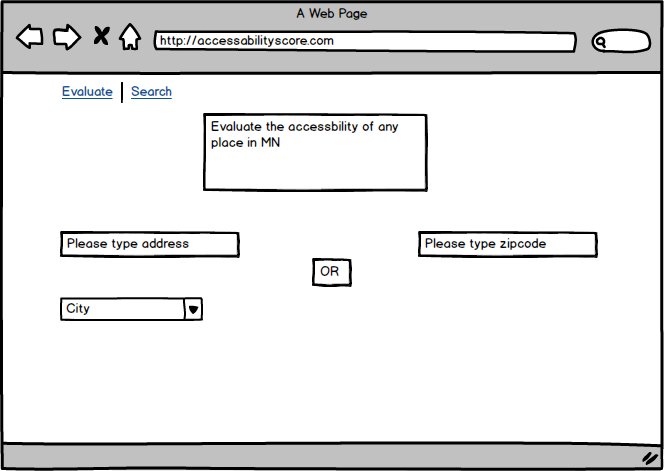 A Web Page
http://accessabilityscore.com
Evaluate Search
Evaluate the accessbility of any
place in MN
Please type address
Please type zipcode
OR
City